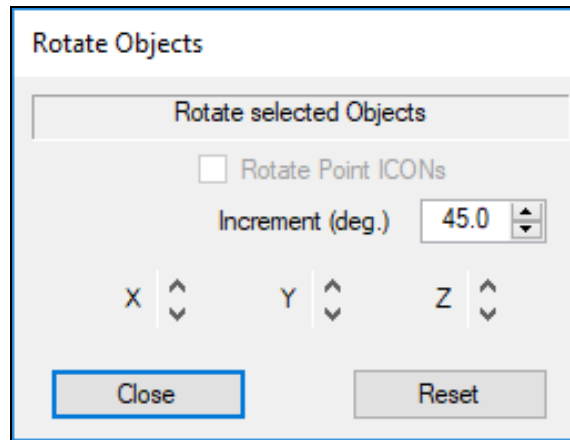 Rotate Objects
Rotate selected Objects
Rotate Point ICONs
Increment (deg.) 45.0
X Y Z
Close Reset